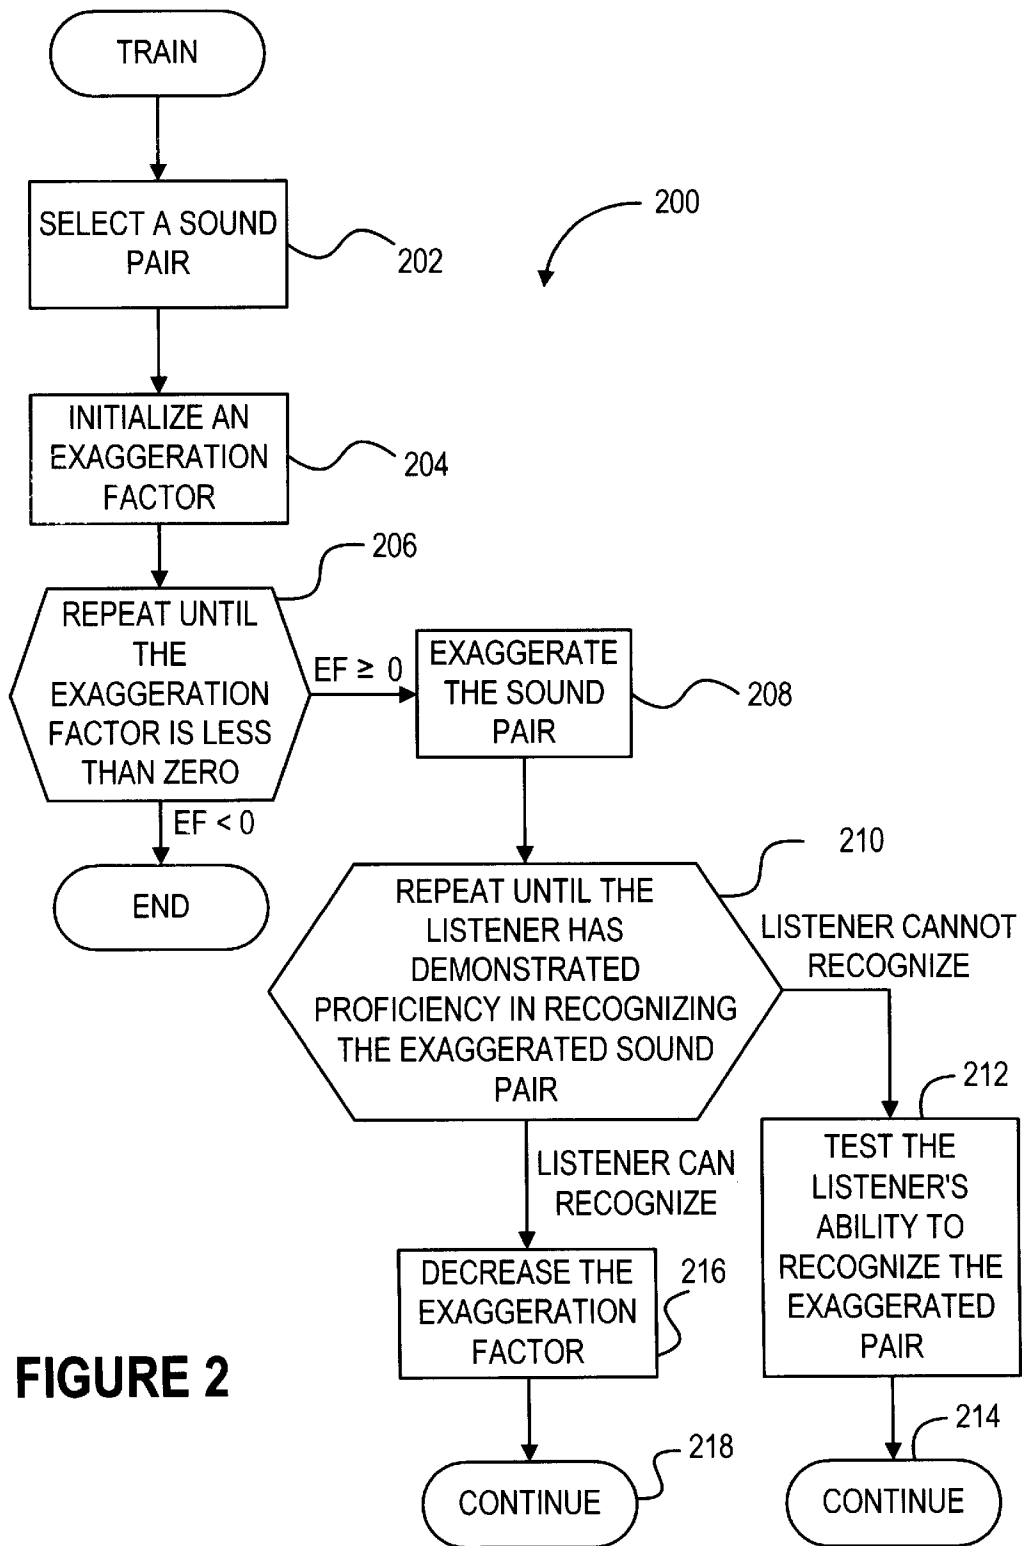 TRAIN
SELECT A SOUND
PAIR
202
200
INITIALIZE AN
EXAGGERATION
FACTOR
204
206
REPEAT UNTIL
THE
EXAGGERATION
FACTOR IS LESS
THAN ZERO
EF ≥ 0
EXAGGERATE
THE SOUND
PAIR
208
EF < 0
END
210
REPEAT UNTIL THE
LISTENER HAS
DEMONSTRATED
PROFICIENCY IN RECOGNIZING
THE EXAGGERATED SOUND
PAIR
LISTENER CANNOT
RECOGNIZE
212
TEST THE
LISTENER'S
ABILITY TO
RECOGNIZE THE
EXAGGERATED
PAIR
LISTENER CAN
RECOGNIZE
DECREASE THE
EXAGGERATION
FACTOR
216
FIGURE 2
218
CONTINUE
214
CONTINUE